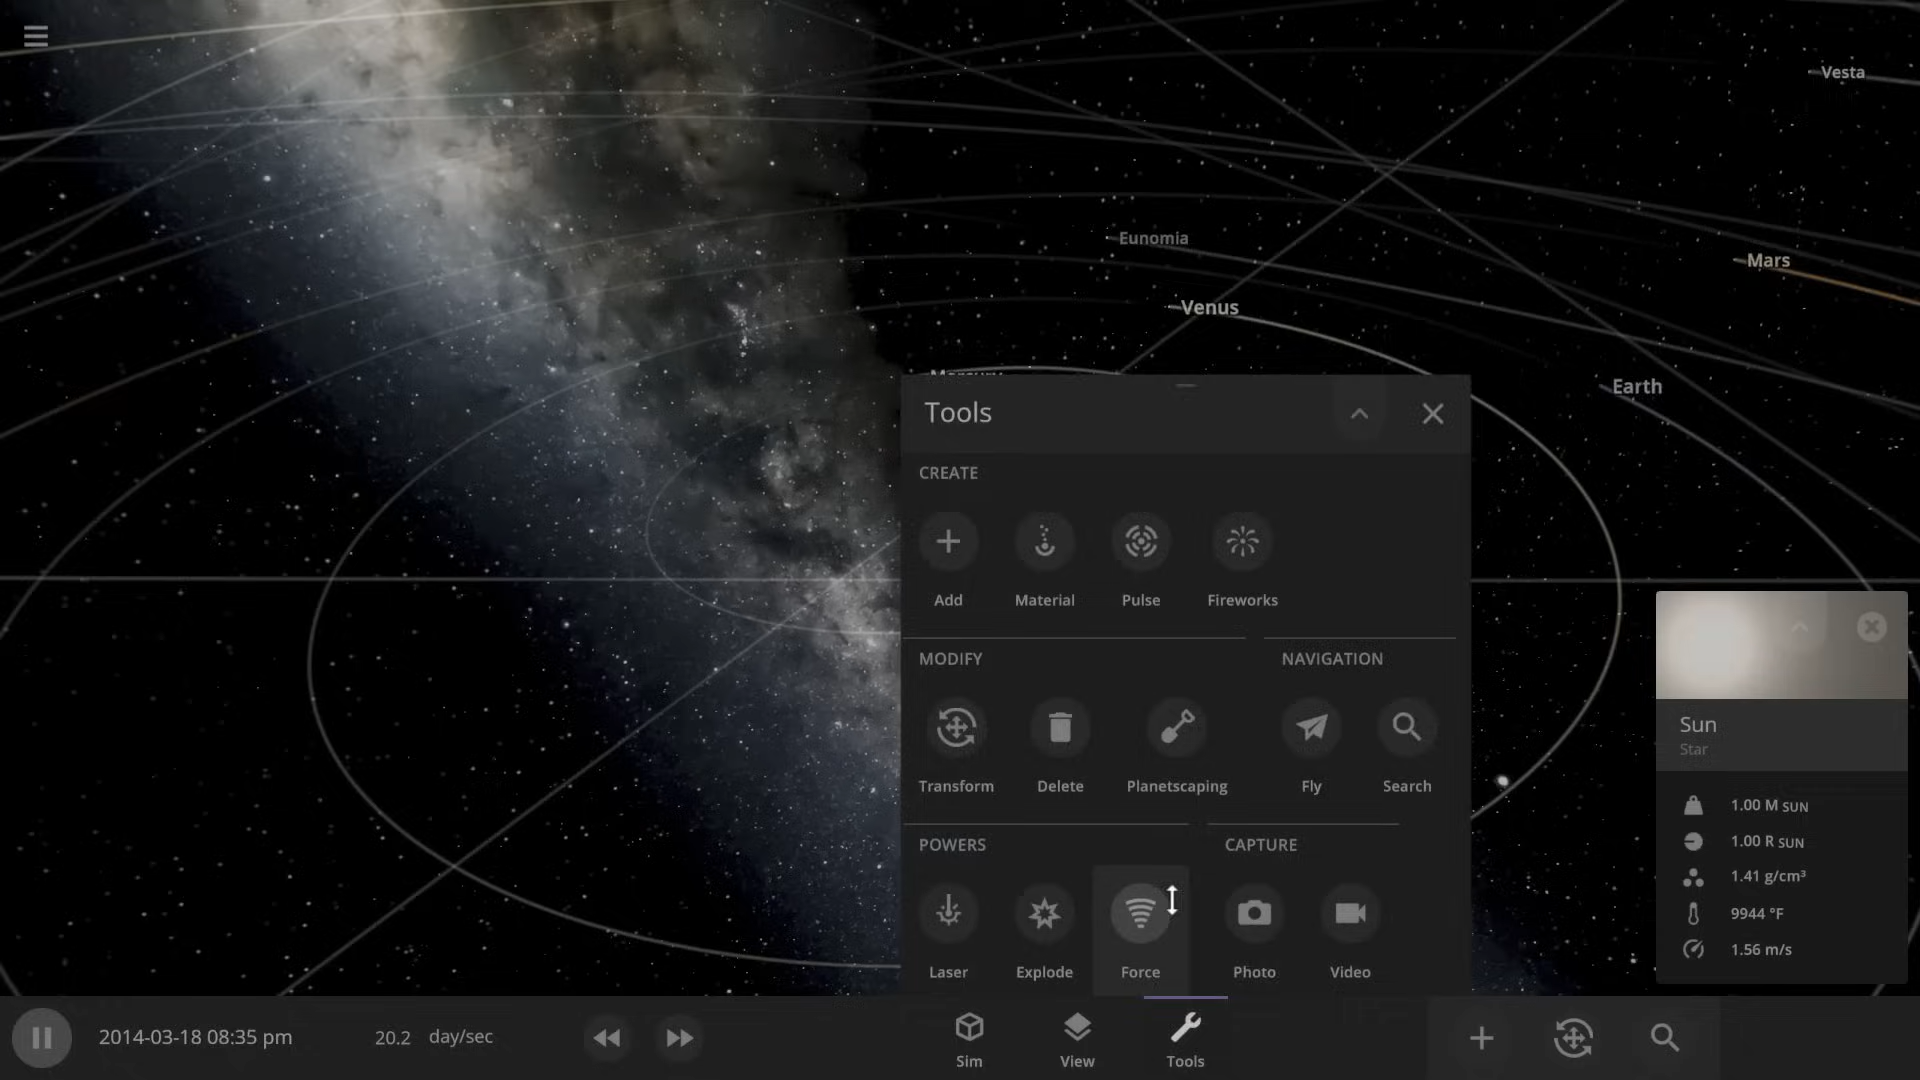 Vesta
Eunomia
Mars
Venus
Mercury
Earth
Tools
CREATE
Add
Material
Pulse
Fireworks
MODIFY
NAVIGATION
Transform
Delete
Planetscaping
Fly
Search
POWERS
CAPTURE
Laser
Explode
Force
Photo
Video
Sun
Star
1.00 M SUN
1.00 R SUN
1.41 g/cm³
9944 °F
1.56 m/s
2014-03-18 08:35 pm
20.2 day/sec
Sim
View
Tools